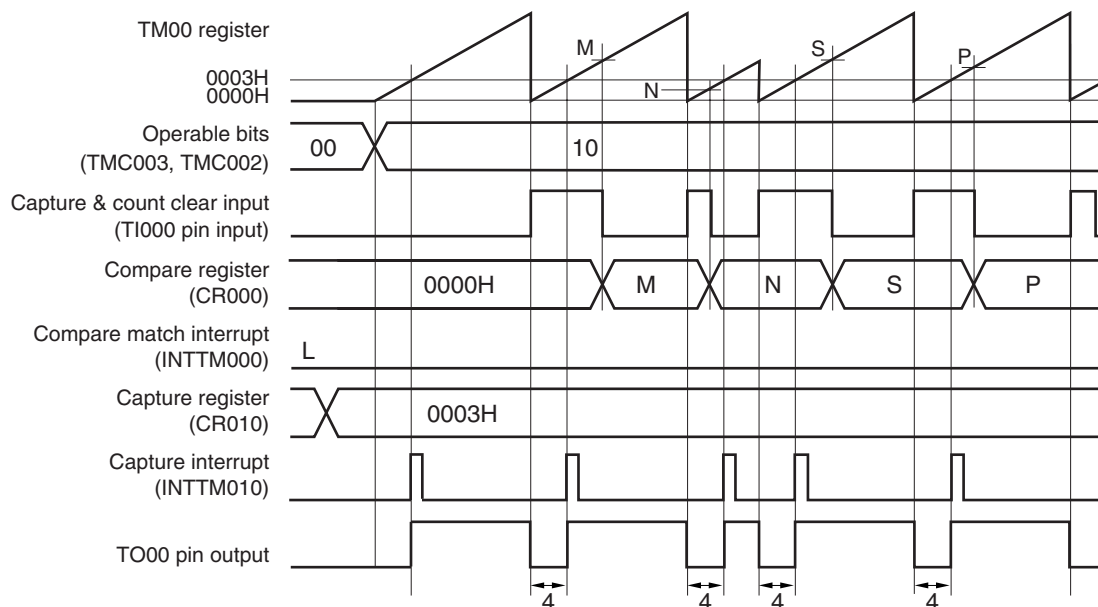 TM00 register
M
S
P
0003H
0000H
N
Operable bits
(TMC003, TMC002)
00
10
Capture & count clear input
(TI000 pin input)
Compare register
(CR000)
0000H
M
N
S
P
Compare match interrupt
(INTTM000)
L
Capture register
(CR010)
0003H
Capture interrupt
(INTTM010)
TO00 pin output
4
4
4
4